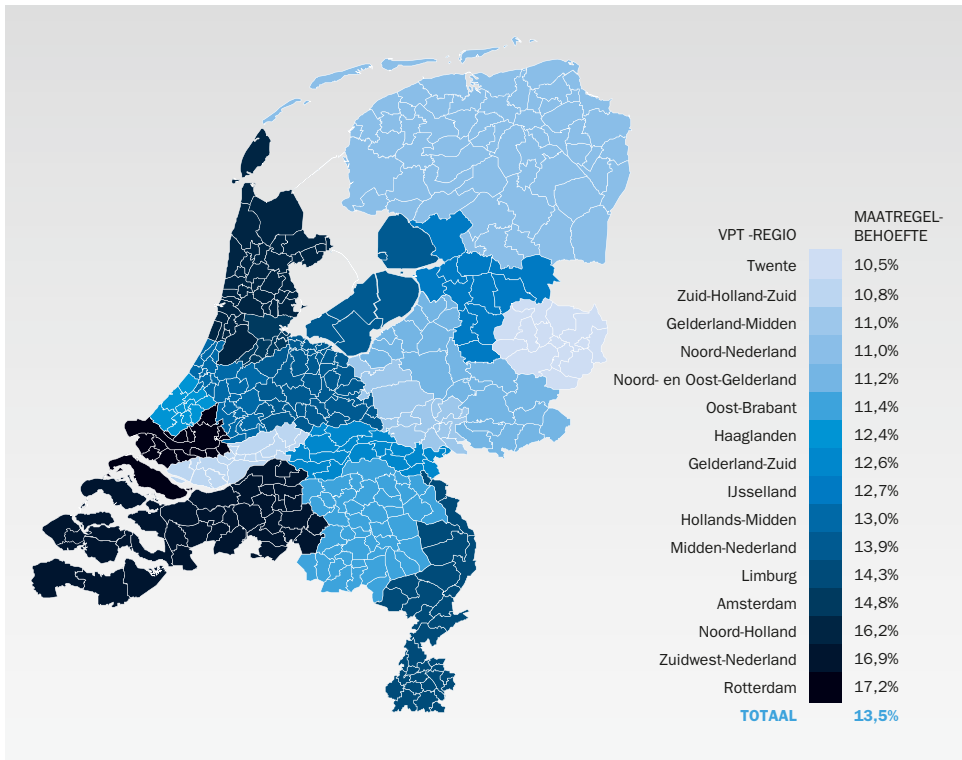 VPT -REGIO MAATREGEL-
BEHOEFTE
Twente 10,5%
Zuid-Holland-Zuid 10,8%
Gelderland-Midden 11,0%
Noord-Nederland 11,0%
Noord- en Oost-Gelderland 11,2%
Oost-Brabant 11,4%
Haaglanden 12,4%
Gelderland-Zuid 12,6%
IJsselland 12,7%
Hollands-Midden 13,0%
Midden-Nederland 13,9%
Limburg 14,3%
Amsterdam 14,8%
Noord-Holland 16,2%
Zuidwest-Nederland 16,9%
Rotterdam 17,2%
TOTAAL 13,5%